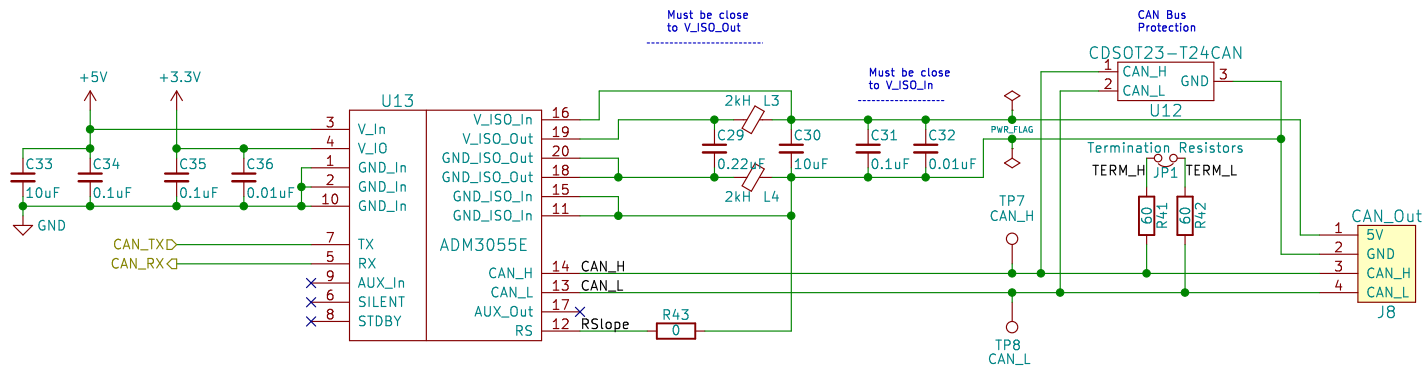 Must be close
to V_ISO_Out
CAN Bus
Protection
Must be close
to V_ISO_In
CDSOT23-T24CAN
1 CAN_H
2 CAN_L
GND 3
U12
+5V
+3.3V
U13
2kH L3
PWR_FLAG
3 V_In
4 V_IO
1 GND_In
2 GND_In
10 GND_In
7 TX
5 RX
9 AUX_In
6 SILENT
8 STDBY
V_ISO_In 16
V_ISO_Out 19
GND_ISO_Out 20
GND_ISO_Out 18
GND_ISO_In 15
GND_ISO_In 11
ADM3055E
CAN_H 14 CAN_H
CAN_L 13 CAN_L
AUX_Out 17
RS 12 RSlope
C33
10uF
C34
0.1uF
C35
0.1uF
C36
0.01uF
GND
CAN_TX
CAN_RX
C29
0.22uF
C30
10uF
C31
0.1uF
C32
0.01uF
2kH L4
R43
0
Termination Resistors
TERM_H
JP1
TERM_L
60
R41
60
R42
TP7
CAN_H
TP8
CAN_L
CAN_Out
1 5V
2 GND
3 CAN_H
4 CAN_L
J8